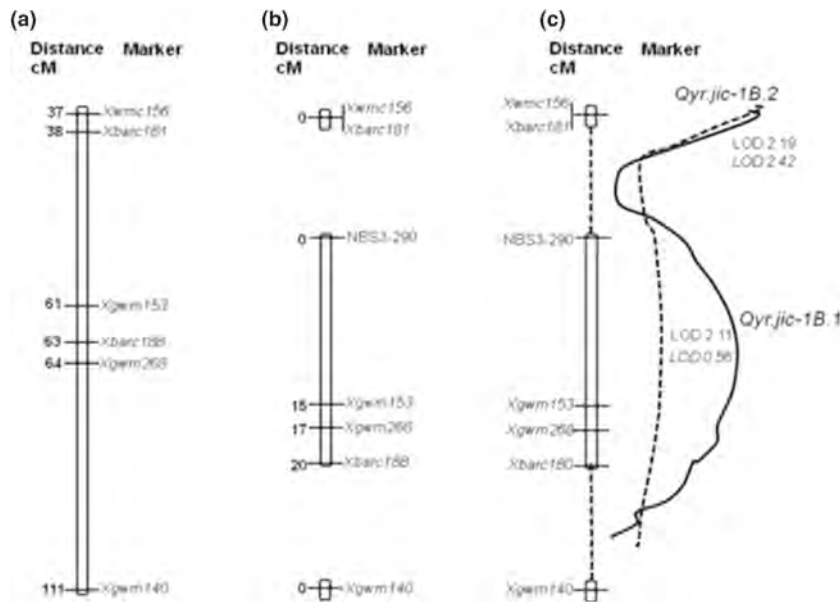 (a)
Distance Marker
cM
37 Xwmc156
38 Xbarc181
61 Xgwm153
63 Xbarc188
64 Xgwm268
111 Xgwm140
(b)
Distance Marker
cM
0 Xwmc156
Xbarc181
0 NBS3-290
15 Xgwm153
17 Xgwm268
20 Xbarc188
0 Xgwm140
(c)
Distance Marker
cM
Xwmc156
Xbarc181
NBS3-290
Xgwm153
Xgwm268
Xbarc180
Xgwm140
Qyr.jic-1B.2
LOD 2.19
LOD 2.42
Qyr.jic-1B.1
LOD 2.11
LOD 0.56